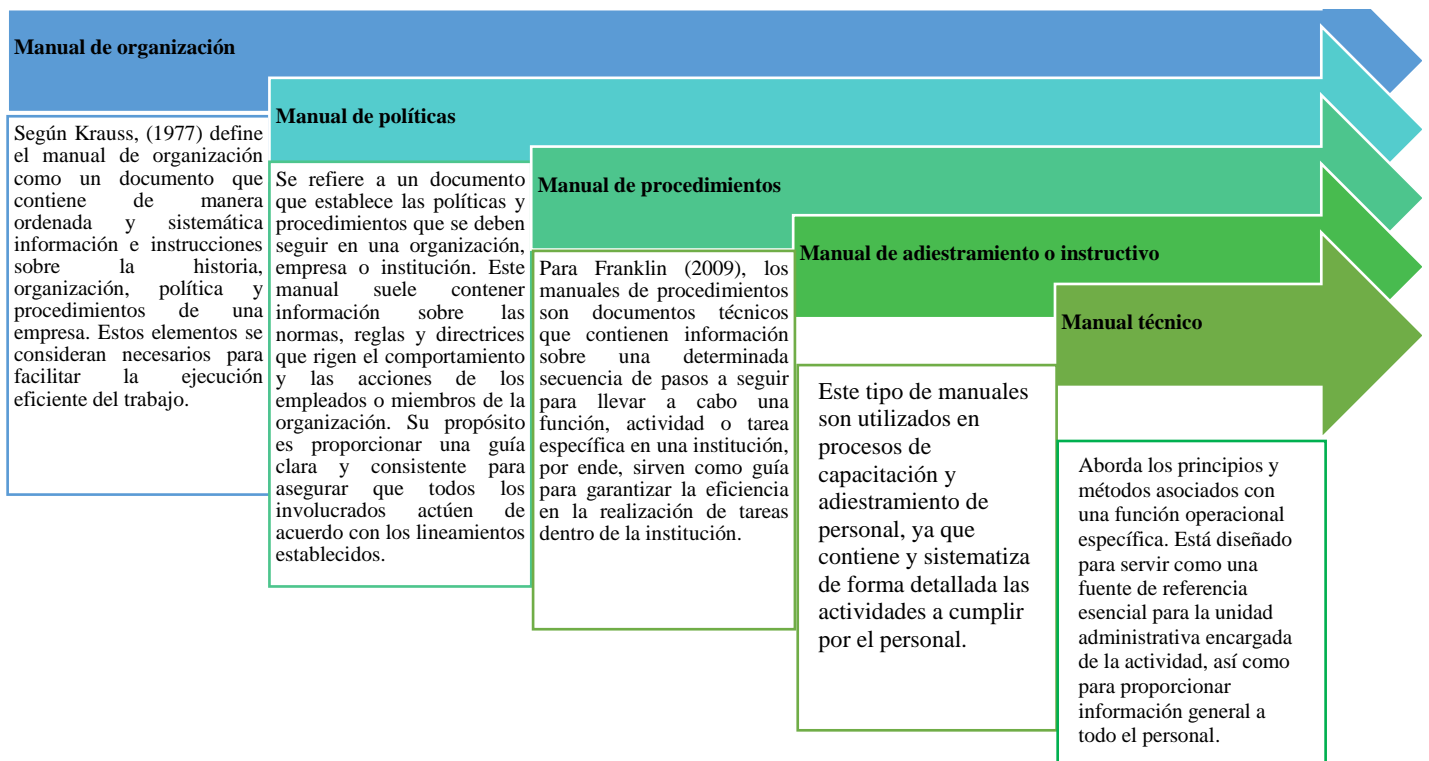 Manual de organización
Según Krauss, (1977) define
el manual de organización
como un documento que
contiene de manera
ordenada y sistemática
información e instrucciones
sobre la historia,
organización, política y
procedimientos de una
empresa. Estos elementos se
consideran necesarios para
facilitar la ejecución
eficiente del trabajo.
Manual de políticas
Se refiere a un documento
que establece las políticas y
procedimientos que se deben
seguir en una organización,
empresa o institución. Este
manual suele contener
información sobre las
normas, reglas y directrices
que rigen el comportamiento
y las acciones de los
empleados o miembros de la
organización. Su propósito
es proporcionar una guía
clara y consistente para
asegurar que todos los
involucrados actúen de
acuerdo con los lineamientos
establecidos.
Manual de procedimientos
Para Franklin (2009), los
manuales de procedimientos
son documentos técnicos
que contienen información
sobre una determinada
secuencia de pasos a seguir
para llevar a cabo una
función, actividad o tarea
específica en una institución,
por ende, sirven como guía
para garantizar la eficiencia
en la realización de tareas
dentro de la institución.
Manual de adiestramiento o instructivo
Este tipo de manuales
son utilizados en
procesos de
capacitación y
adiestramiento de
personal, ya que
contiene y sistematiza
de forma detallada las
actividades a cumplir
por el personal.
Manual técnico
Aborda los principios y
métodos asociados con
una función operacional
específica. Está diseñado
para servir como una
fuente de referencia
esencial para la unidad
administrativa encargada
de la actividad, así como
para proporcionar
información general a
todo el personal.